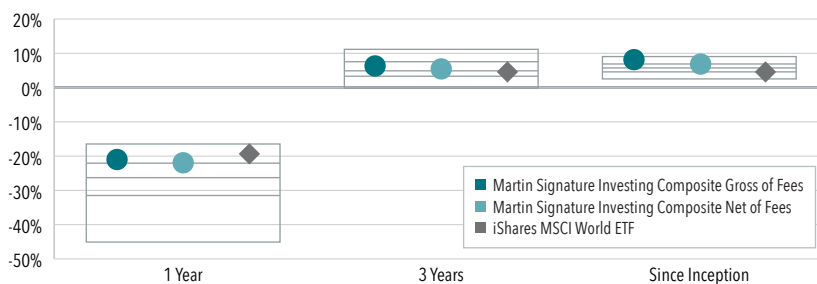 20%
10%
0%
-10%
-20%
-30%
-40%
-50%
Martin Signature Investing Composite Gross of Fees
Martin Signature Investing Composite Net of Fees
iShares MSCI World ETF
1 Year
3 Years
Since Inception